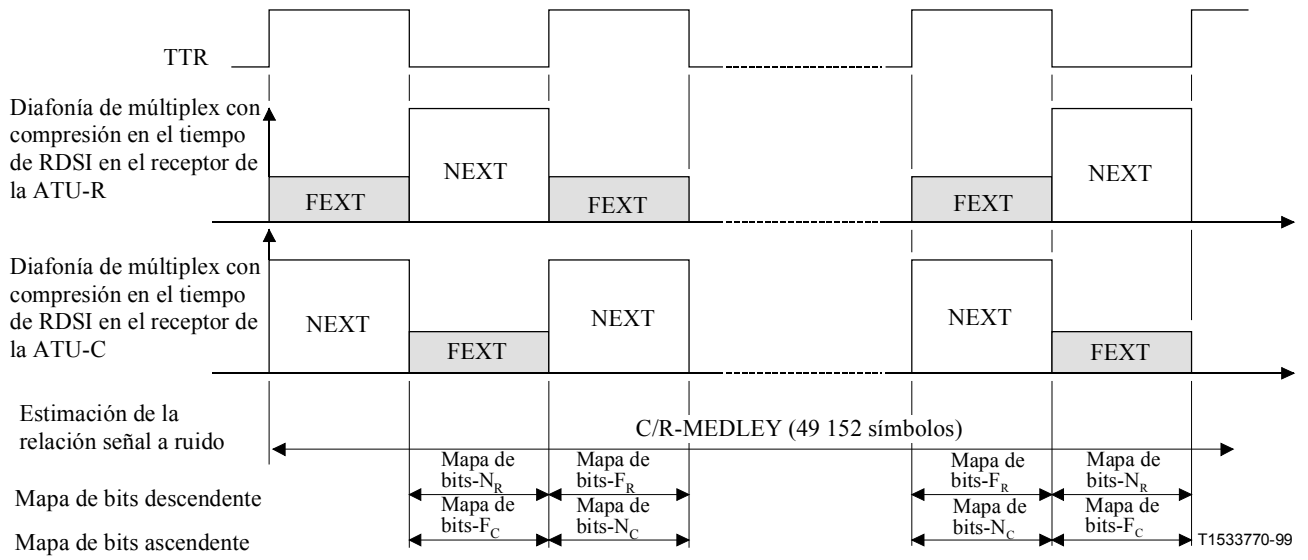 TTR
Diafonía de múltiplex con
compresión en el tiempo
de RDSI en el receptor de
la ATU-R
FEXT
NEXT
FEXT
FEXT
NEXT
Diafonía de múltiplex con
compresión en el tiempo
de RDSI en el receptor de
la ATU-C
NEXT
FEXT
NEXT
NEXT
FEXT
Estimación de la
relación señal a ruido
C/R-MEDLEY (49 152 símbolos)
Mapa de bits descendente
Mapa de
bits-N_R
Mapa de
bits-F_R
Mapa de
bits-F_R
Mapa de
bits-N_R
Mapa de bits ascendente
Mapa de
bits-F_C
Mapa de
bits-N_C
Mapa de
bits-N_C
Mapa de
bits-F_C
T1533770-99